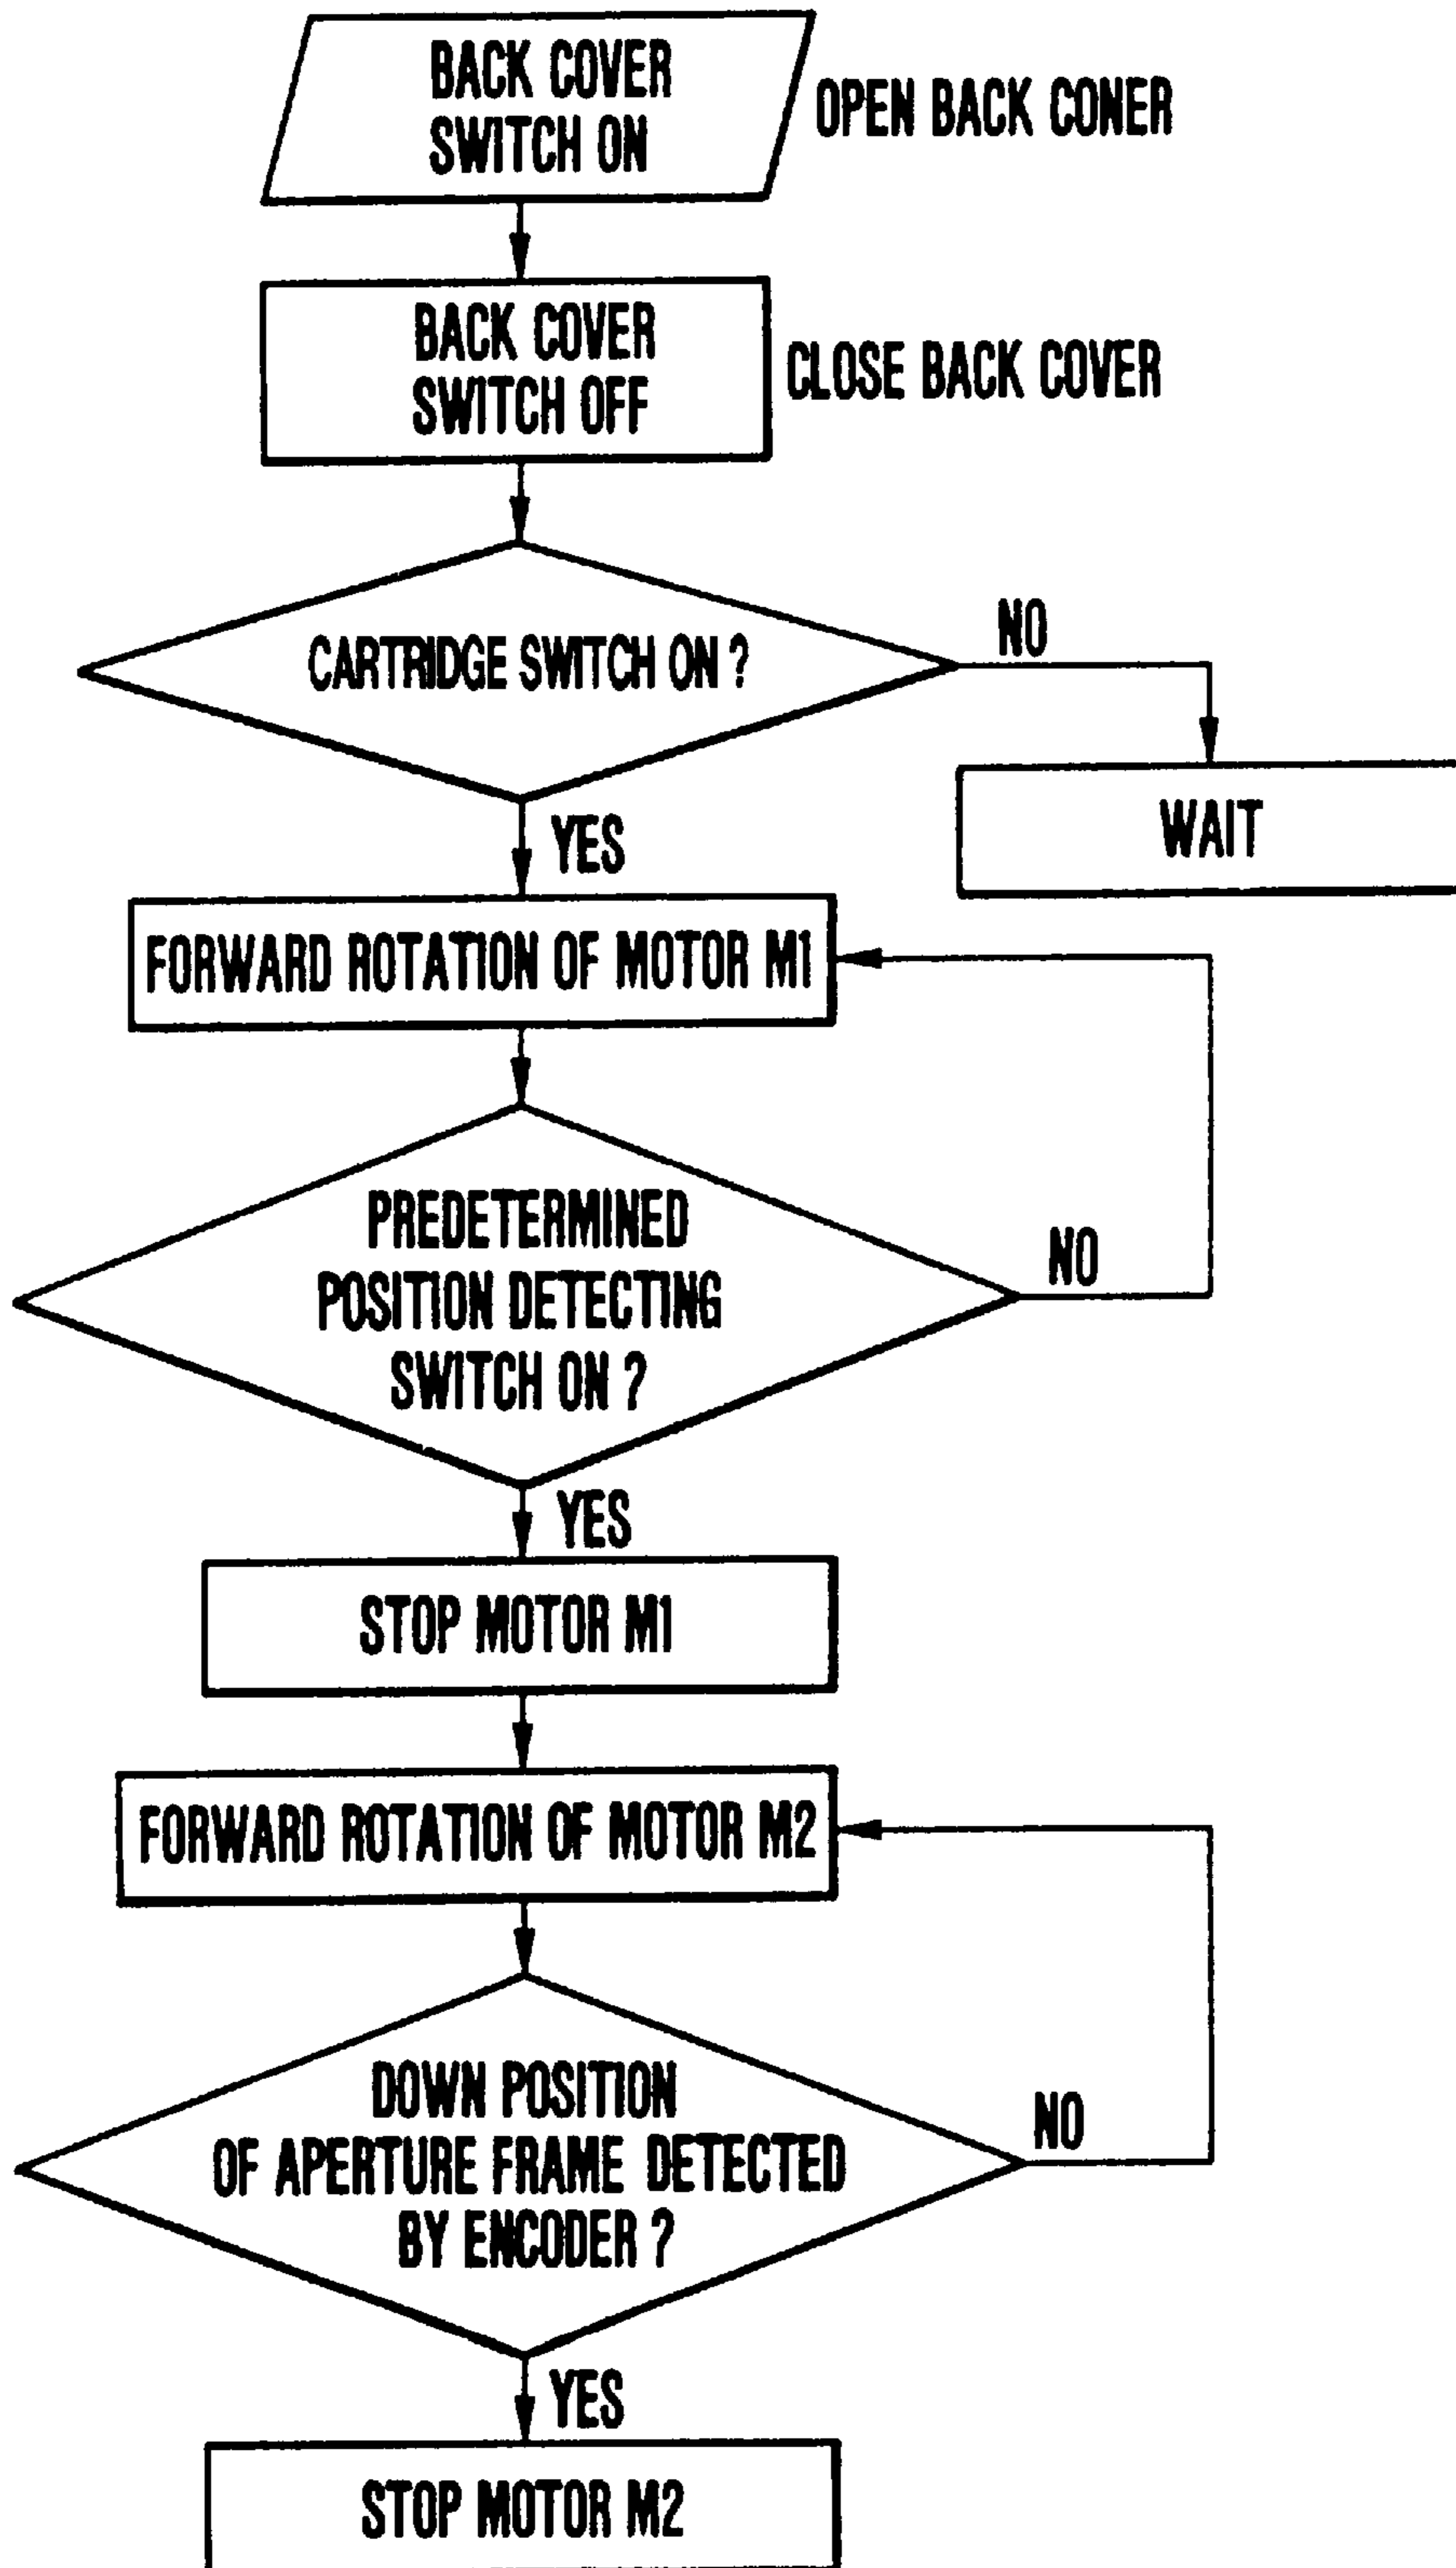 BACK COVER
SWITCH ON
OPEN BACK CONER
BACK COVER
SWITCH OFF
CLOSE BACK COVER
CARTRIDGE SWITCH ON ?
NO
WAIT
YES
FORWARD ROTATION OF MOTOR M1
PREDETERMINED
POSITION DETECTING
SWITCH ON ?
NO
YES
STOP MOTOR M1
FORWARD ROTATION OF MOTOR M2
DOWN POSITION
OF APERTURE FRAME DETECTED
BY ENCODER ?
NO
YES
STOP MOTOR M2